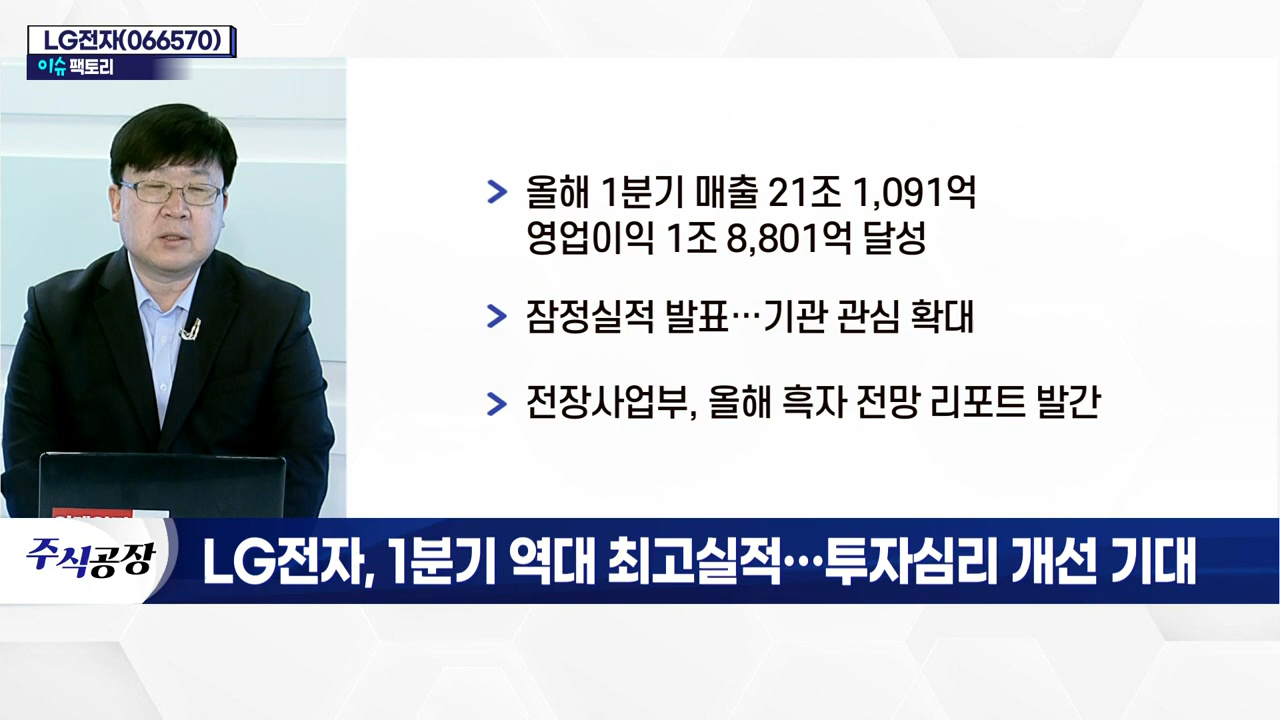 LG전자(066570)
이슈 팩토리
올해 1분기 매출 21조 1,091억
영업이익 1조 8,801억 달성
잠정실적 발표…기관 관심 확대
전장사업부, 올해 흑자 전망 리포트 발간
주식공장
LG전자, 1분기 역대 최고실적…투자심리 개선 기대